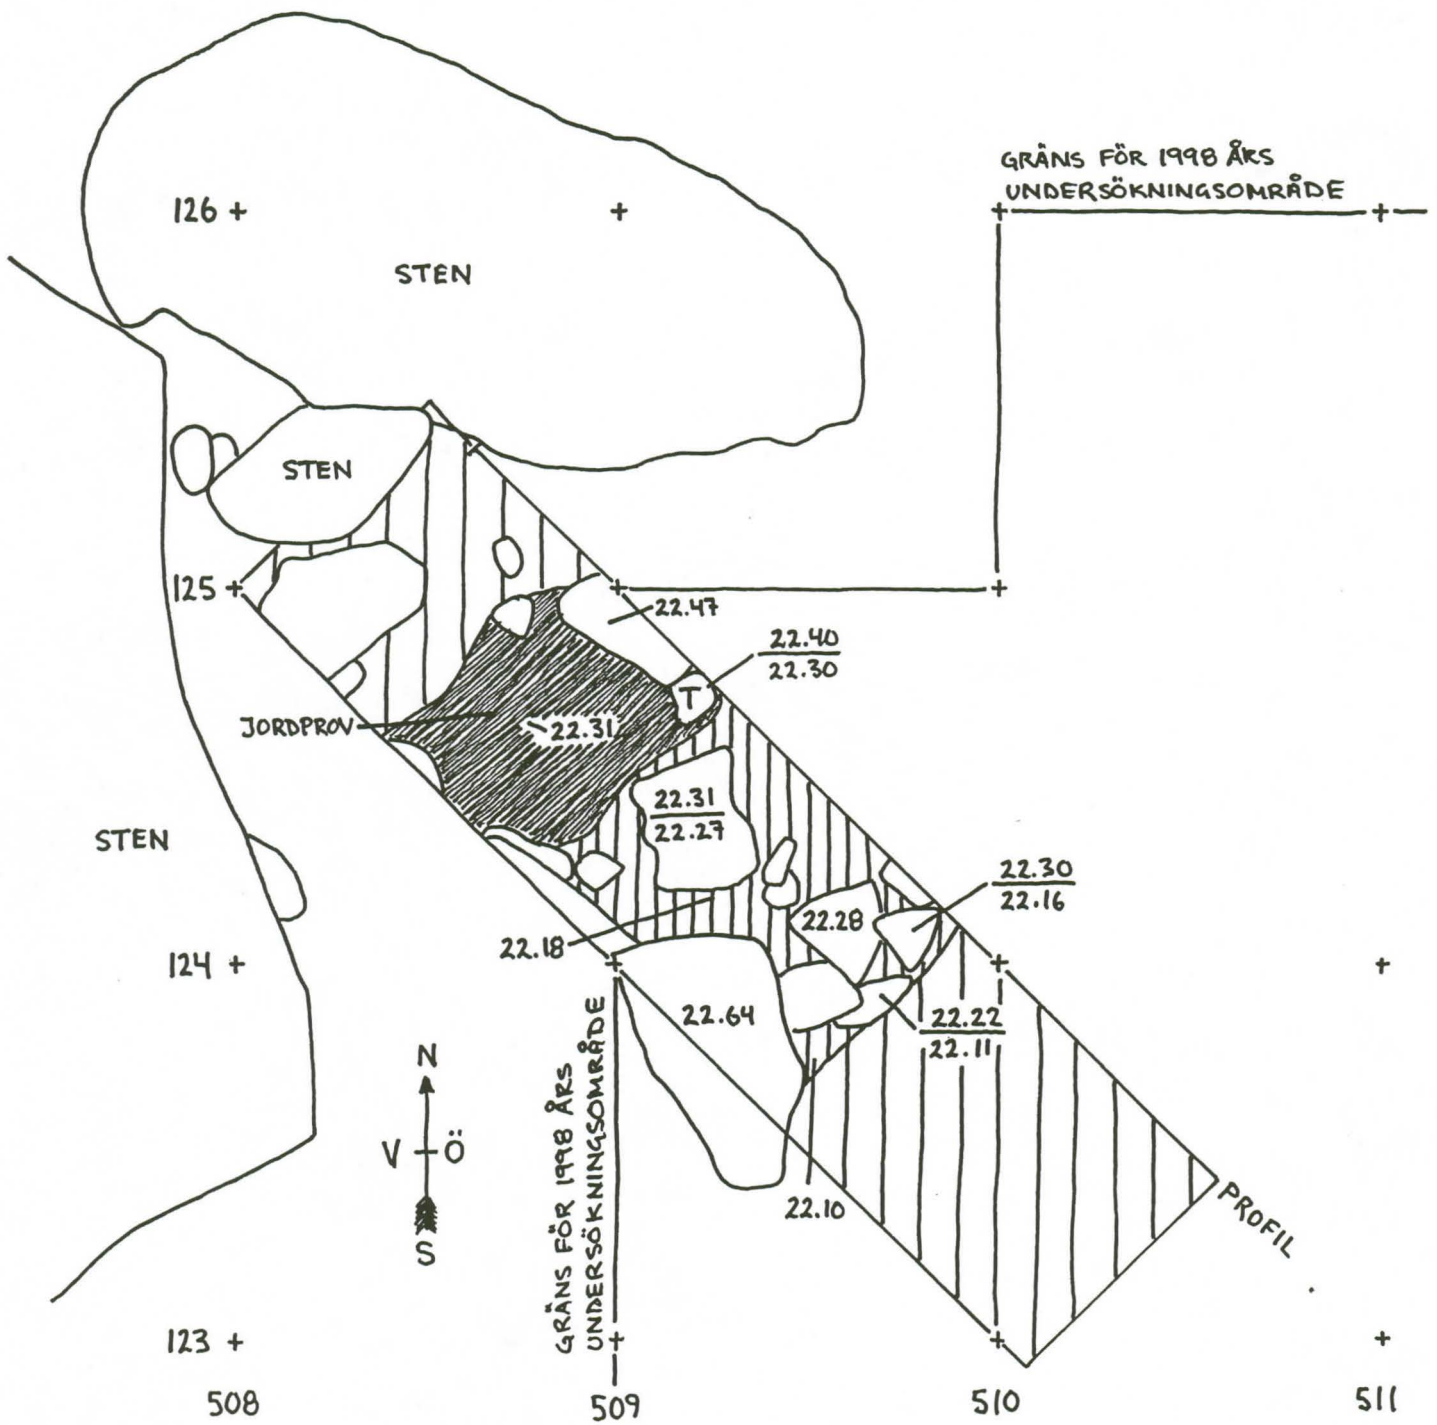 GRÄNS FÖR 1998 ÅRS
UNDERSÖKNINGSOMRÅDE
126
STEN
STEN
125
22.47
22.40
22.30
T
JORDPROV
22.31
22.31
22.27
STEN
22.30
22.16
22.28
22.18
124
22.64
22.22
22.11
N
V Ö
S
GRÄNS FÖR 1998 ÅRS
UNDERSÖKNINGSOMRÅDE
22.10
PROFIL
123
508
509
510
511